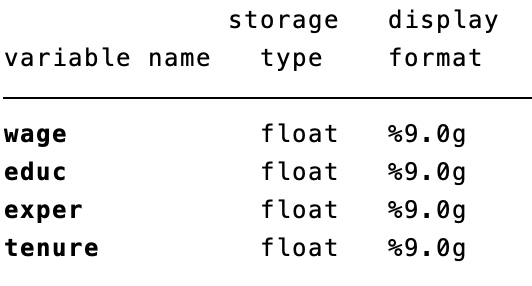 storage display
variable name type format
wage float %9.0g
educ float %9.0g
exper float %9.0g
tenure float %9.0g